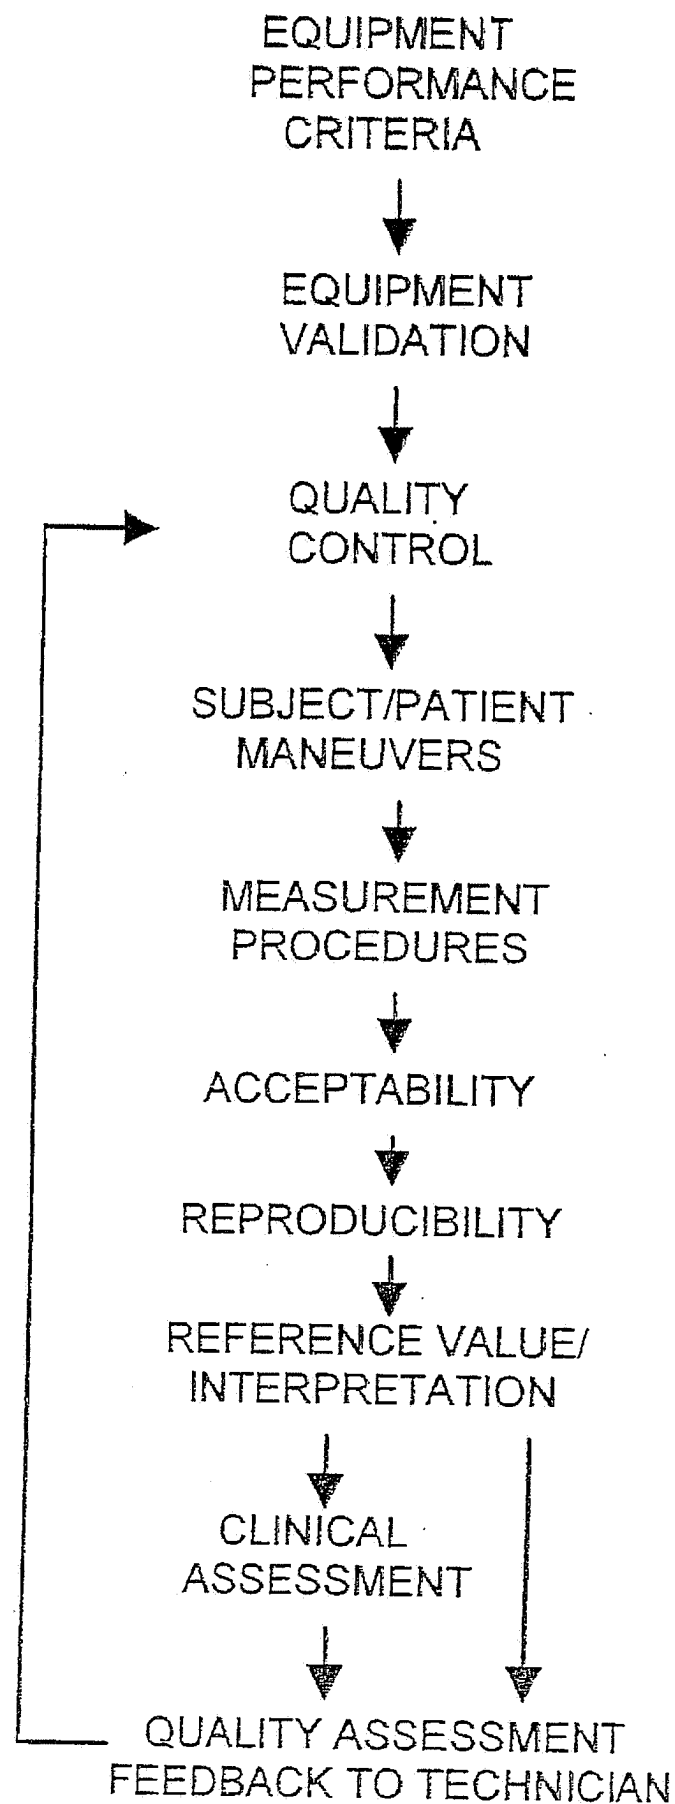 EQUIPMENT
PERFORMANCE
CRITERIA
EQUIPMENT
VALIDATION
QUALITY
CONTROL
SUBJECT/PATIENT
MANEUVERS
MEASUREMENT
PROCEDURES
ACCEPTABILITY
REPRODUCIBILITY
REFERENCE VALUE/
INTERPRETATION
CLINICAL
ASSESSMENT
QUALITY ASSESSMENT
FEEDBACK TO TECHNICIAN